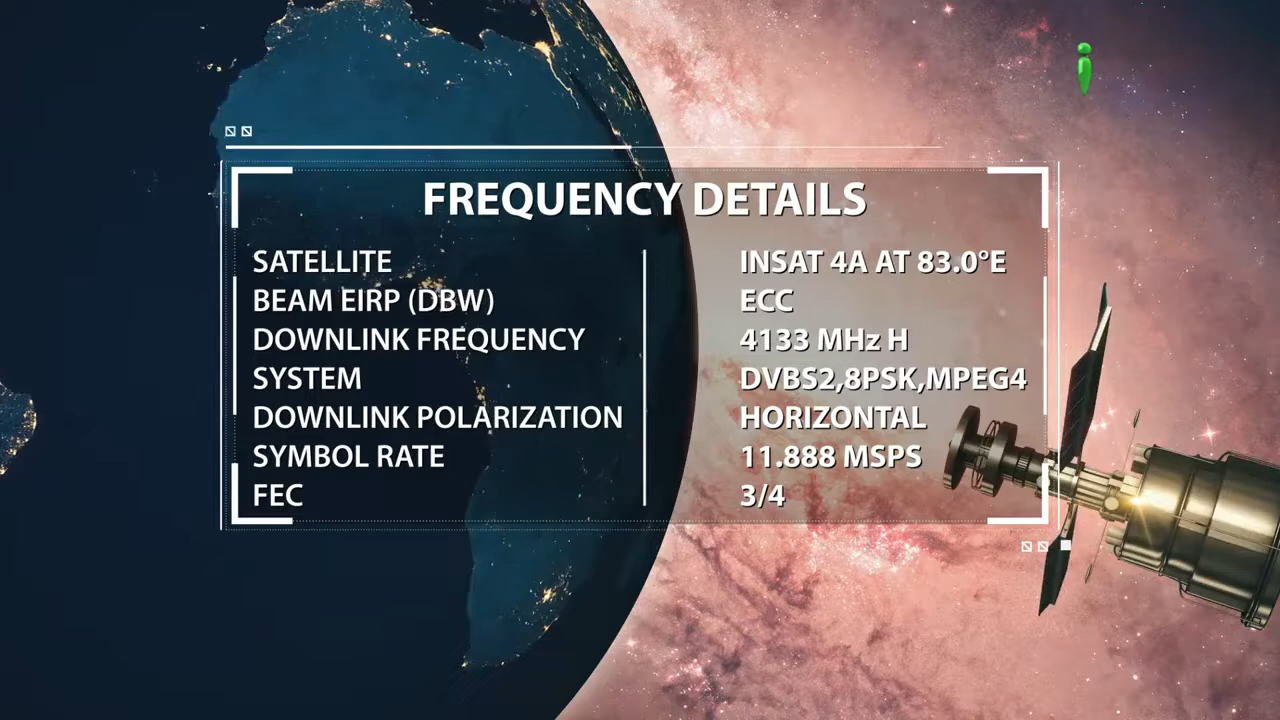 FREQUENCY DETAILS
SATELLITE INSAT 4A AT 83.0°E
BEAM EIRP (DBW) ECC
DOWNLINK FREQUENCY 4133 MHz H
SYSTEM DVBS2,8PSK,MPEG4
DOWNLINK POLARIZATION HORIZONTAL
SYMBOL RATE 11.888 MSPS
FEC 3/4